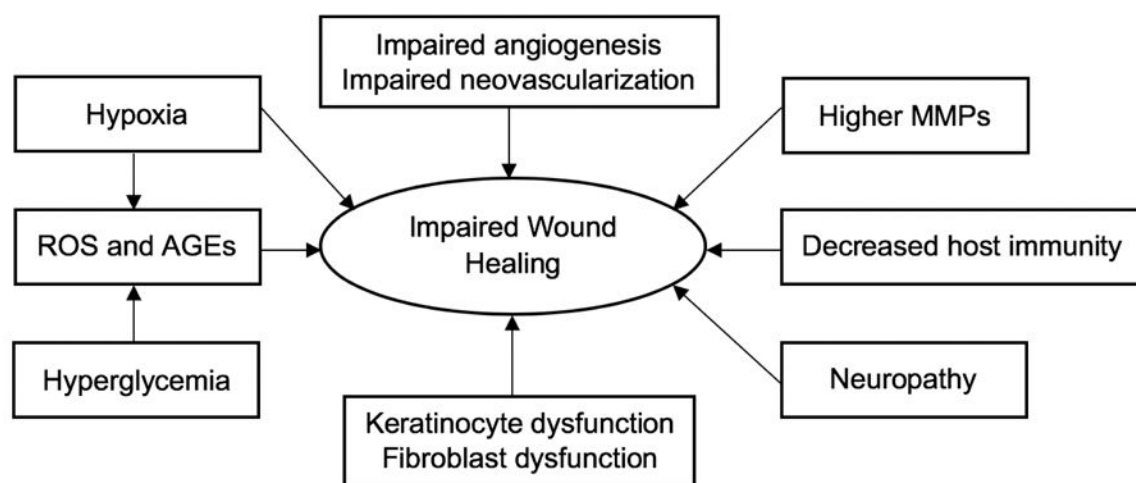 Impaired angiogenesis
Impaired neovascularization
Hypoxia
Higher MMPs
ROS and AGEs
Impaired Wound
Healing
Decreased host immunity
Hyperglycemia
Neuropathy
Keratinocyte dysfunction
Fibroblast dysfunction